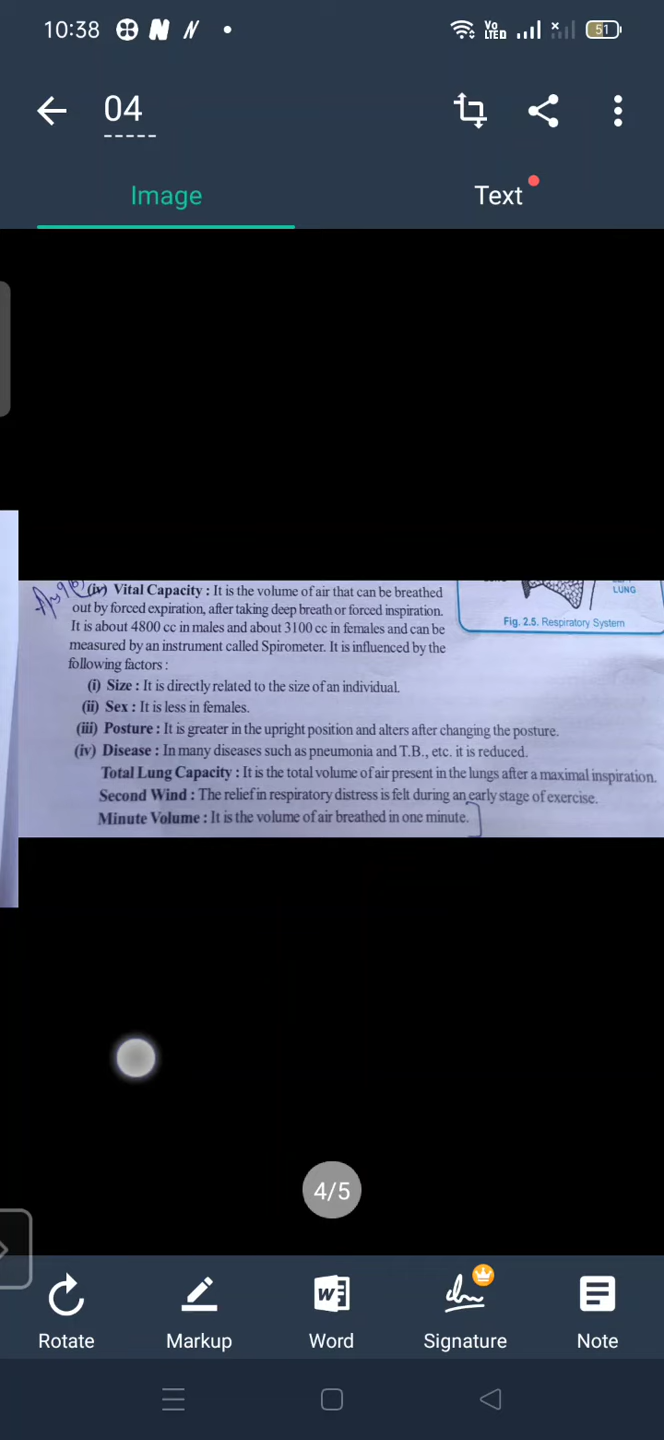 10:38
Vo
LTED
51
04
Image
Text
(iv) Vital Capacity : It is the volume of air that can be breathed
out by forced expiration, after taking deep breath or forced inspiration.
It is about 4800 cc in males and about 3100 cc in females and can be
measured by an instrument called Spirometer. It is influenced by the
following factors :
LUNG
Fig. 2.5. Respiratory System
(i) Size : It is directly related to the size of an individual.
(ii) Sex : It is less in females.
(iii) Posture : It is greater in the upright position and alters after changing the posture.
(iv) Disease : In many diseases such as pneumonia and T.B., etc. it is reduced.
Total Lung Capacity : It is the total volume of air present in the lungs after a maximal inspiration.
Second Wind : The relief in respiratory distress is felt during an early stage of exercise.
Minute Volume : It is the volume of air breathed in one minute.
4/5
Rotate
Markup
Word
Signature
Note